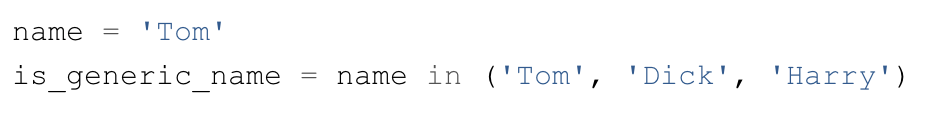 name = 'Tom'
is_generic_name = name in ('Tom', 'Dick', 'Harry')